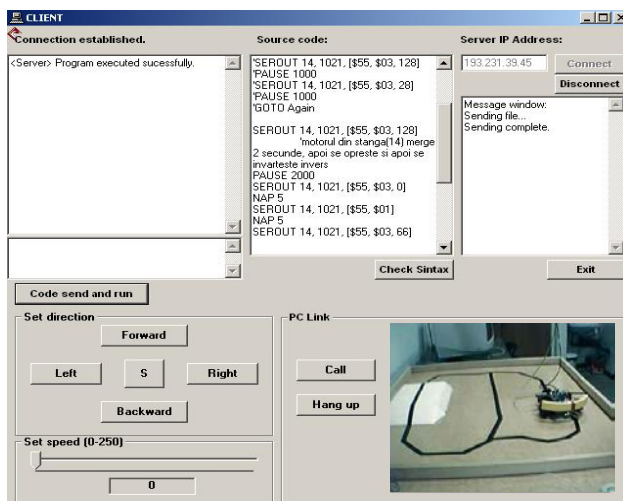 CLIENT
Connection established.
Source code:
Server IP Address:
<Server> Program executed sucessfully.
'SEROUT 14, 1021, [$55, $03, 128]
'PAUSE 1000
'SEROUT 14, 1021, [$55, $03, 28]
'PAUSE 1000
'GOTO Again
SEROUT 14, 1021, [$55, $03, 128]
'motorul din stanga(14) merge
2 secunde, apoi se opreste si apoi se
invarteste invers
PAUSE 2000
SEROUT 14, 1021, [$55, $03, 0]
NAP 5
SEROUT 14, 1021, [$55, $01]
NAP 5
SEROUT 14, 1021, [$55, $03, 66]
193.231.39.45
Connect
Disconnect
Message window:
Sending file...
Sending complete.
Check Sintax
Exit
Code send and run
Set direction
Forward
Left
S
Right
Backward
Set speed (0-250)
0
PC Link
Call
Hang up